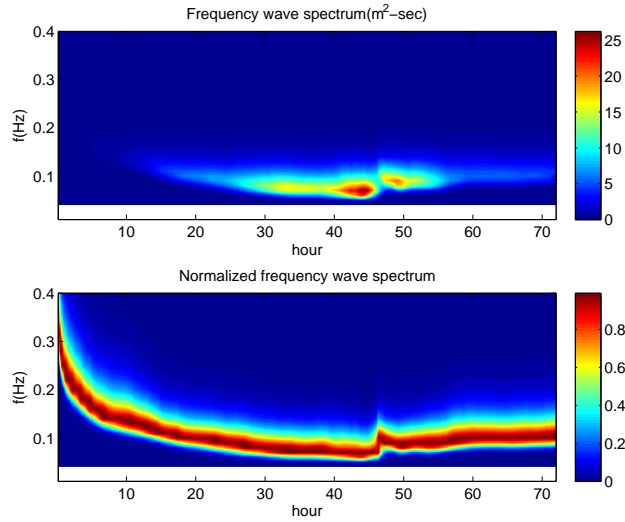 Frequency wave spectrum(m²−sec)
0.4
0.3
0.2
0.1
f(Hz)
10 20 30 40 50 60 70
hour
25
20
15
10
5
0
Normalized frequency wave spectrum
0.4
0.3
0.2
0.1
f(Hz)
10 20 30 40 50 60 70
hour
0.8
0.6
0.4
0.2
0